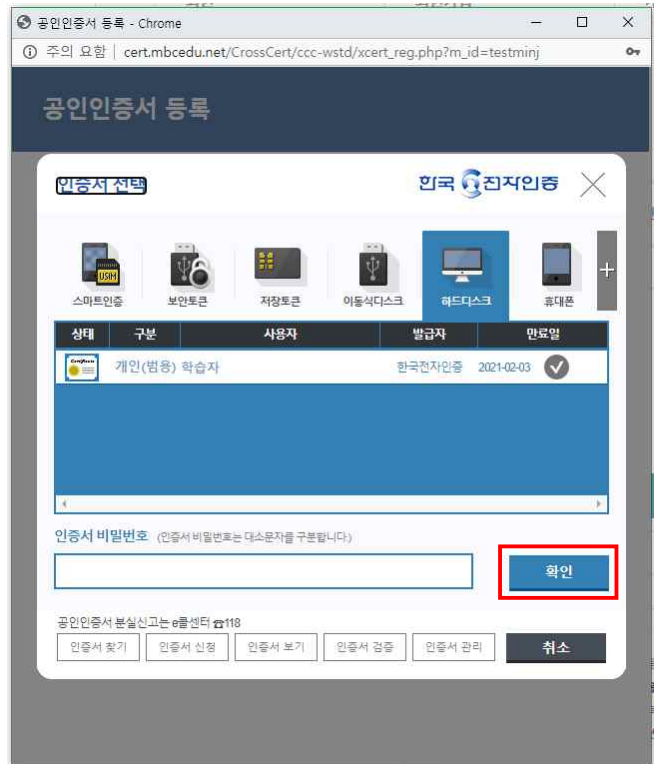 공인인증서 등록 - Chrome
주의 요함 | cert.mbcedu.net/CrossCert/ccc-wstd/xcert_reg.php?m_id=testminj
공인인증서 등록
인증서 선택
한국전자인증
USIM
스마트인증 보안토큰 저장토큰 이동식디스크 하드디스크 휴대폰 +
상태 구분 사용자 발급자 만료일
개인(범용) 학습자 한국전자인증 2021-02-03
인증서 비밀번호 (인증서 비밀번호는 대소문자를 구분합니다.)
확인
공인인증서 분실신고는 e콜센터 ☎118
인증서 찾기 인증서 신청 인증서 보기 인증서 검증 인증서 관리 취소